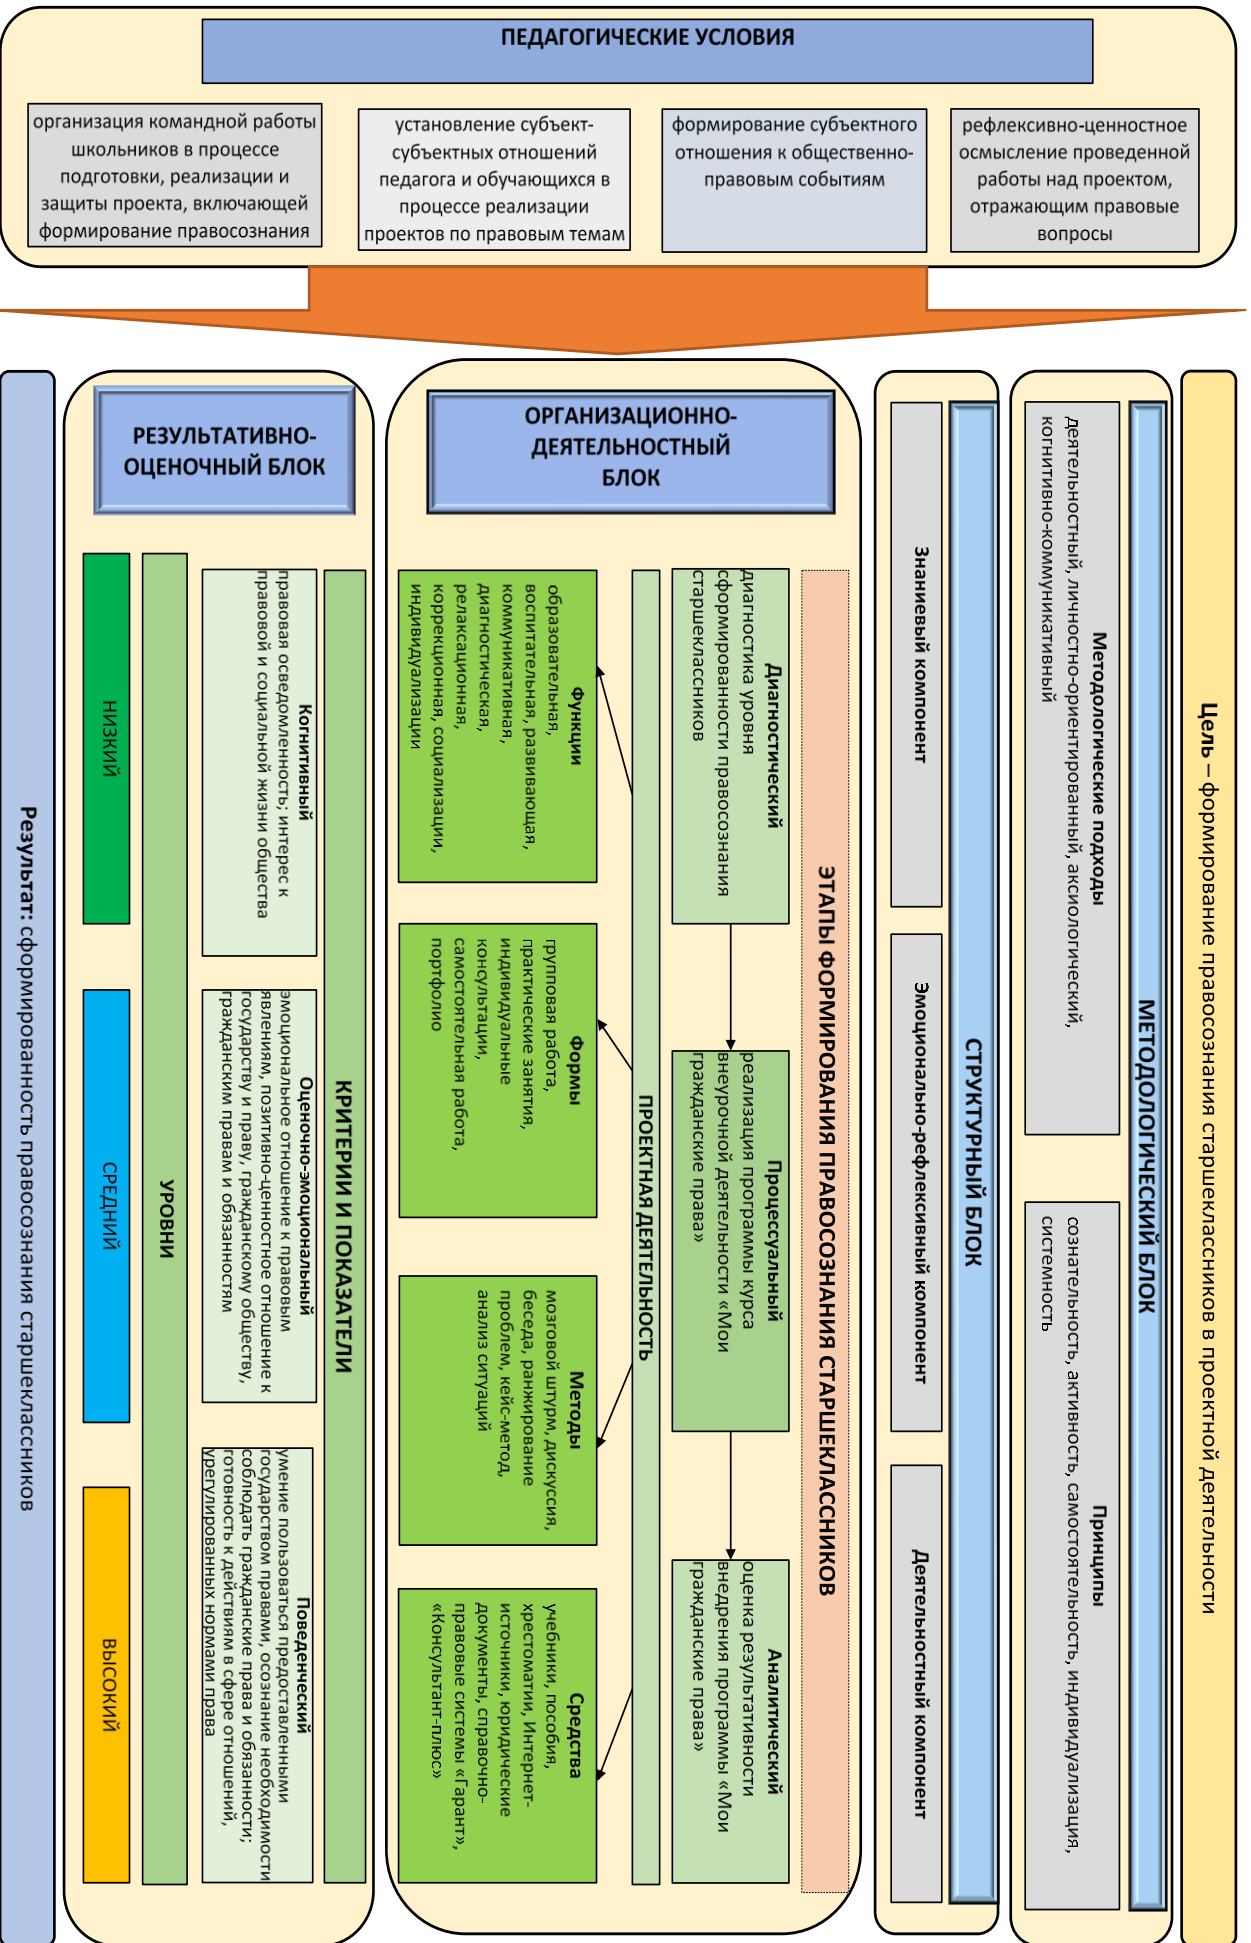 ПЕДАГОГИЧЕСКИЕ УСЛОВИЯ
организация командной работы
школьников в процессе
подготовки, реализации и
защиты проекта, включающей
формирование правосознания
установление субъект-
субъектных отношений
педагога и обучающихся в
процессе реализации
проектов по правовым темам
формирование субъектного
отношения к общественно-
правовым событиям
рефлексивно-ценностное
осмысление проведенной
работы над проектом,
отражающим правовые
вопросы
Цель – формирование правосознания старшеклассников в проектной деятельности
МЕТОДОЛОГИЧЕСКИЙ БЛОК
Методологические подходы
деятельностный, личностно-ориентированный, аксиологический,
когнитивно-коммуникативный
Принципы
сознательность, активность, самостоятельность, индивидуализация,
системность
СТРУКТУРНЫЙ БЛОК
Знаниевый компонент
Эмоционально-рефлексивный компонент
Деятельностный компонент
ОРГАНИЗАЦИОННО-
ДЕЯТЕЛЬНОСТНЫЙ
БЛОК
ЭТАПЫ ФОРМИРОВАНИЯ ПРАВОСОЗНАНИЯ СТАРШЕКЛАССНИКОВ
Диагностический
диагностика уровня
сформированности правосознания
старшеклассников
Процессуальный
реализация программы курса
внеурочной деятельности «Мои
гражданские права»
Аналитический
оценка результативности
внедрения программы «Мои
гражданские права»
ПРОЕКТНАЯ ДЕЯТЕЛЬНОСТЬ
Функции
образовательная,
воспитательная, развивающая,
коммуникативная,
диагностическая,
релаксационная,
коррекционная, социализации,
индивидуализации
Формы
групповая работа,
практические занятия,
индивидуальные
консультации,
самостоятельная работа,
портфолио
Методы
мозговой штурм, дискуссия,
беседа, ранжирование
проблем, кейс-метод,
анализ ситуаций
Средства
учебники, пособия,
хрестоматии, Интернет-
источники, юридические
документы, справочно-
правовые системы «Гарант»,
«Консультант-плюс»
РЕЗУЛЬТАТИВНО-
ОЦЕНОЧНЫЙ БЛОК
КРИТЕРИИ И ПОКАЗАТЕЛИ
Когнитивный
правовая осведомленность; интерес к
правовой и социальной жизни общества
Оценочно-эмоциональный
эмоциональное отношение к правовым
явлениям, позитивно-ценностное отношение к
государству и праву, гражданскому обществу,
гражданским правам и обязанностям
Поведенческий
умение пользоваться предоставленными
государством правами, осознание необходимости
соблюдать гражданские права и обязанности;
готовность к действиям в сфере отношений,
урегулированных нормами права
УРОВНИ
НИЗКИЙ
СРЕДНИЙ
ВЫСОКИЙ
Результат: сформированность правосознания старшеклассников